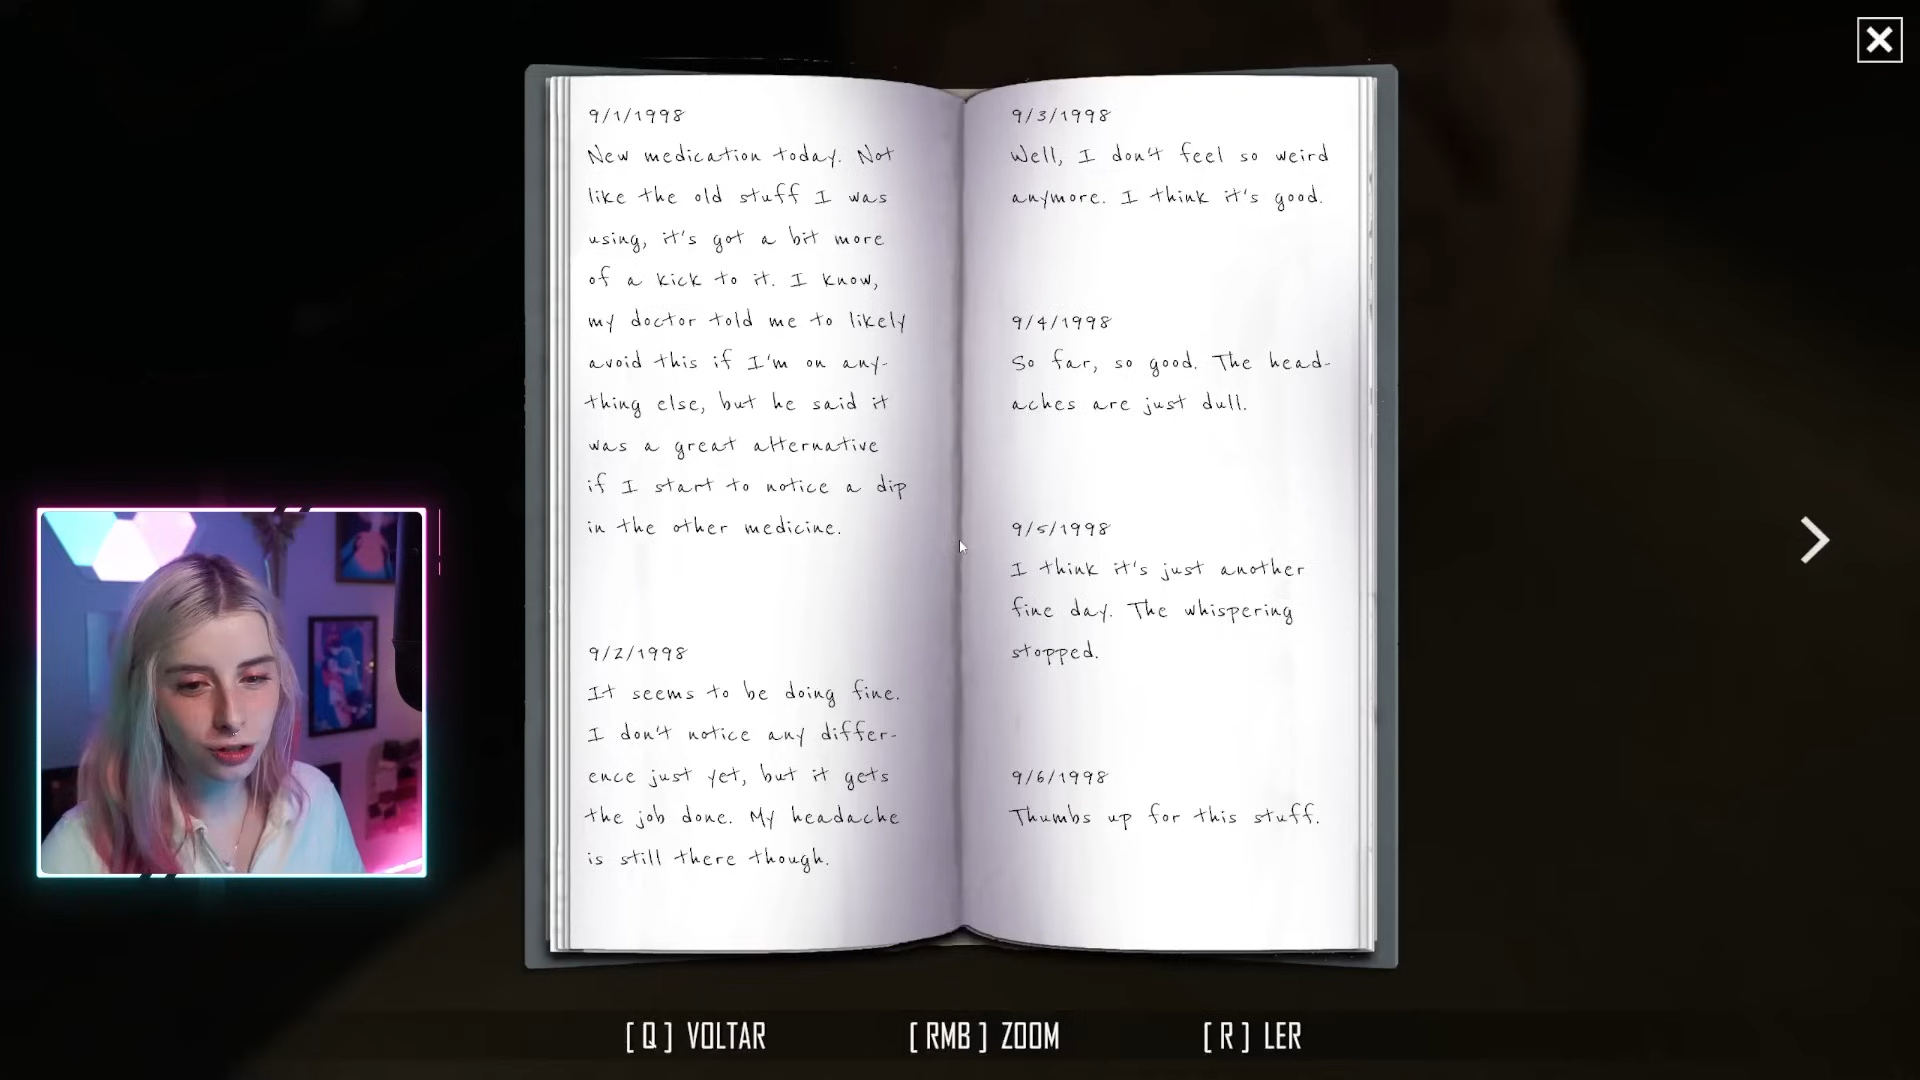 9/1/1998
New medication today. Not
like the old stuff I was
using, it's got a bit more
of a kick to it. I know,
my doctor told me to likely
avoid this if I'm on any-
thing else, but he said it
was a great alternative
if I start to notice a dip
in the other medicine.
9/2/1998
It seems to be doing fine.
I don't notice any differ-
ence just yet, but it gets
the job done. My headache
is still there though.
9/3/1998
Well, I don't feel so weird
anymore. I think it's good.
9/4/1998
So far, so good. The head-
aches are just dull.
9/5/1998
I think it's just another
fine day. The whispering
stopped.
9/6/1998
Thumbs up for this stuff.
[ Q ] VOLTAR
[ RMB ] ZOOM
[ R ] LER